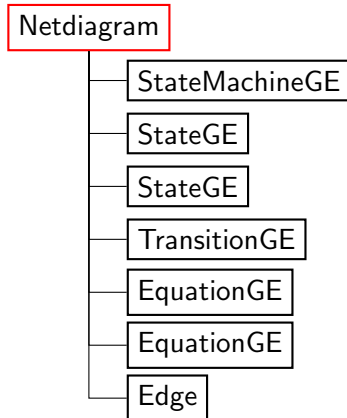 Netdiagram
StateMachineGE
StateGE
StateGE
TransitionGE
EquationGE
EquationGE
Edge